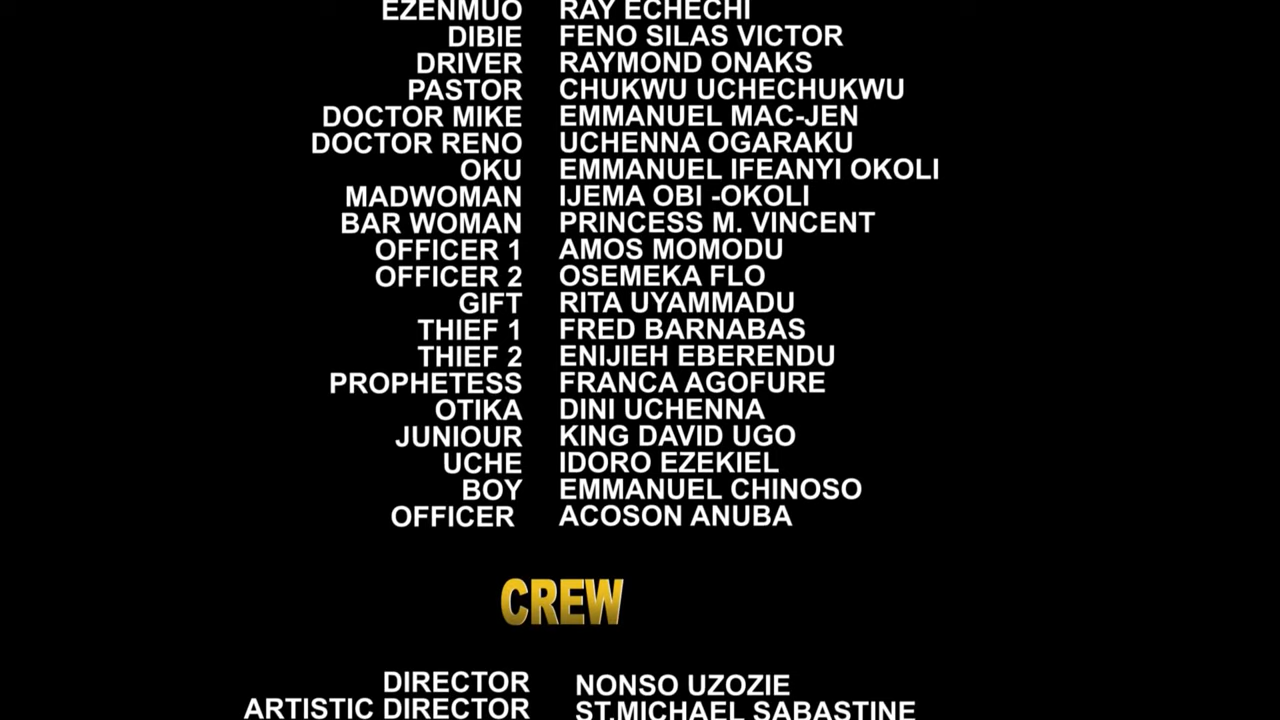 EZENMUO RAY ECHECHI
DIBIE FENO SILAS VICTOR
DRIVER RAYMOND ONAKS
PASTOR CHUKWU UCHECHUKWU
DOCTOR MIKE EMMANUEL MAC-JEN
DOCTOR RENO UCHENNA OGARAKU
OKU EMMANUEL IFEANYI OKOLI
MADWOMAN IJEMA OBI -OKOLI
BAR WOMAN PRINCESS M. VINCENT
OFFICER 1 AMOS MOMODU
OFFICER 2 OSEMEKA FLO
GIFT RITA UYAMMADU
THIEF 1 FRED BARNABAS
THIEF 2 ENIJIEH EBERENDU
PROPHETESS FRANCA AGOFURE
OTIKA DINI UCHENNA
JUNIOUR KING DAVID UGO
UCHE IDORO EZEKIEL
BOY EMMANUEL CHINOSO
OFFICER ACOSON ANUBA
CREW
DIRECTOR NONSO UZOZIE
ARTISTIC DIRECTOR ST.MICHAEL SABASTINE